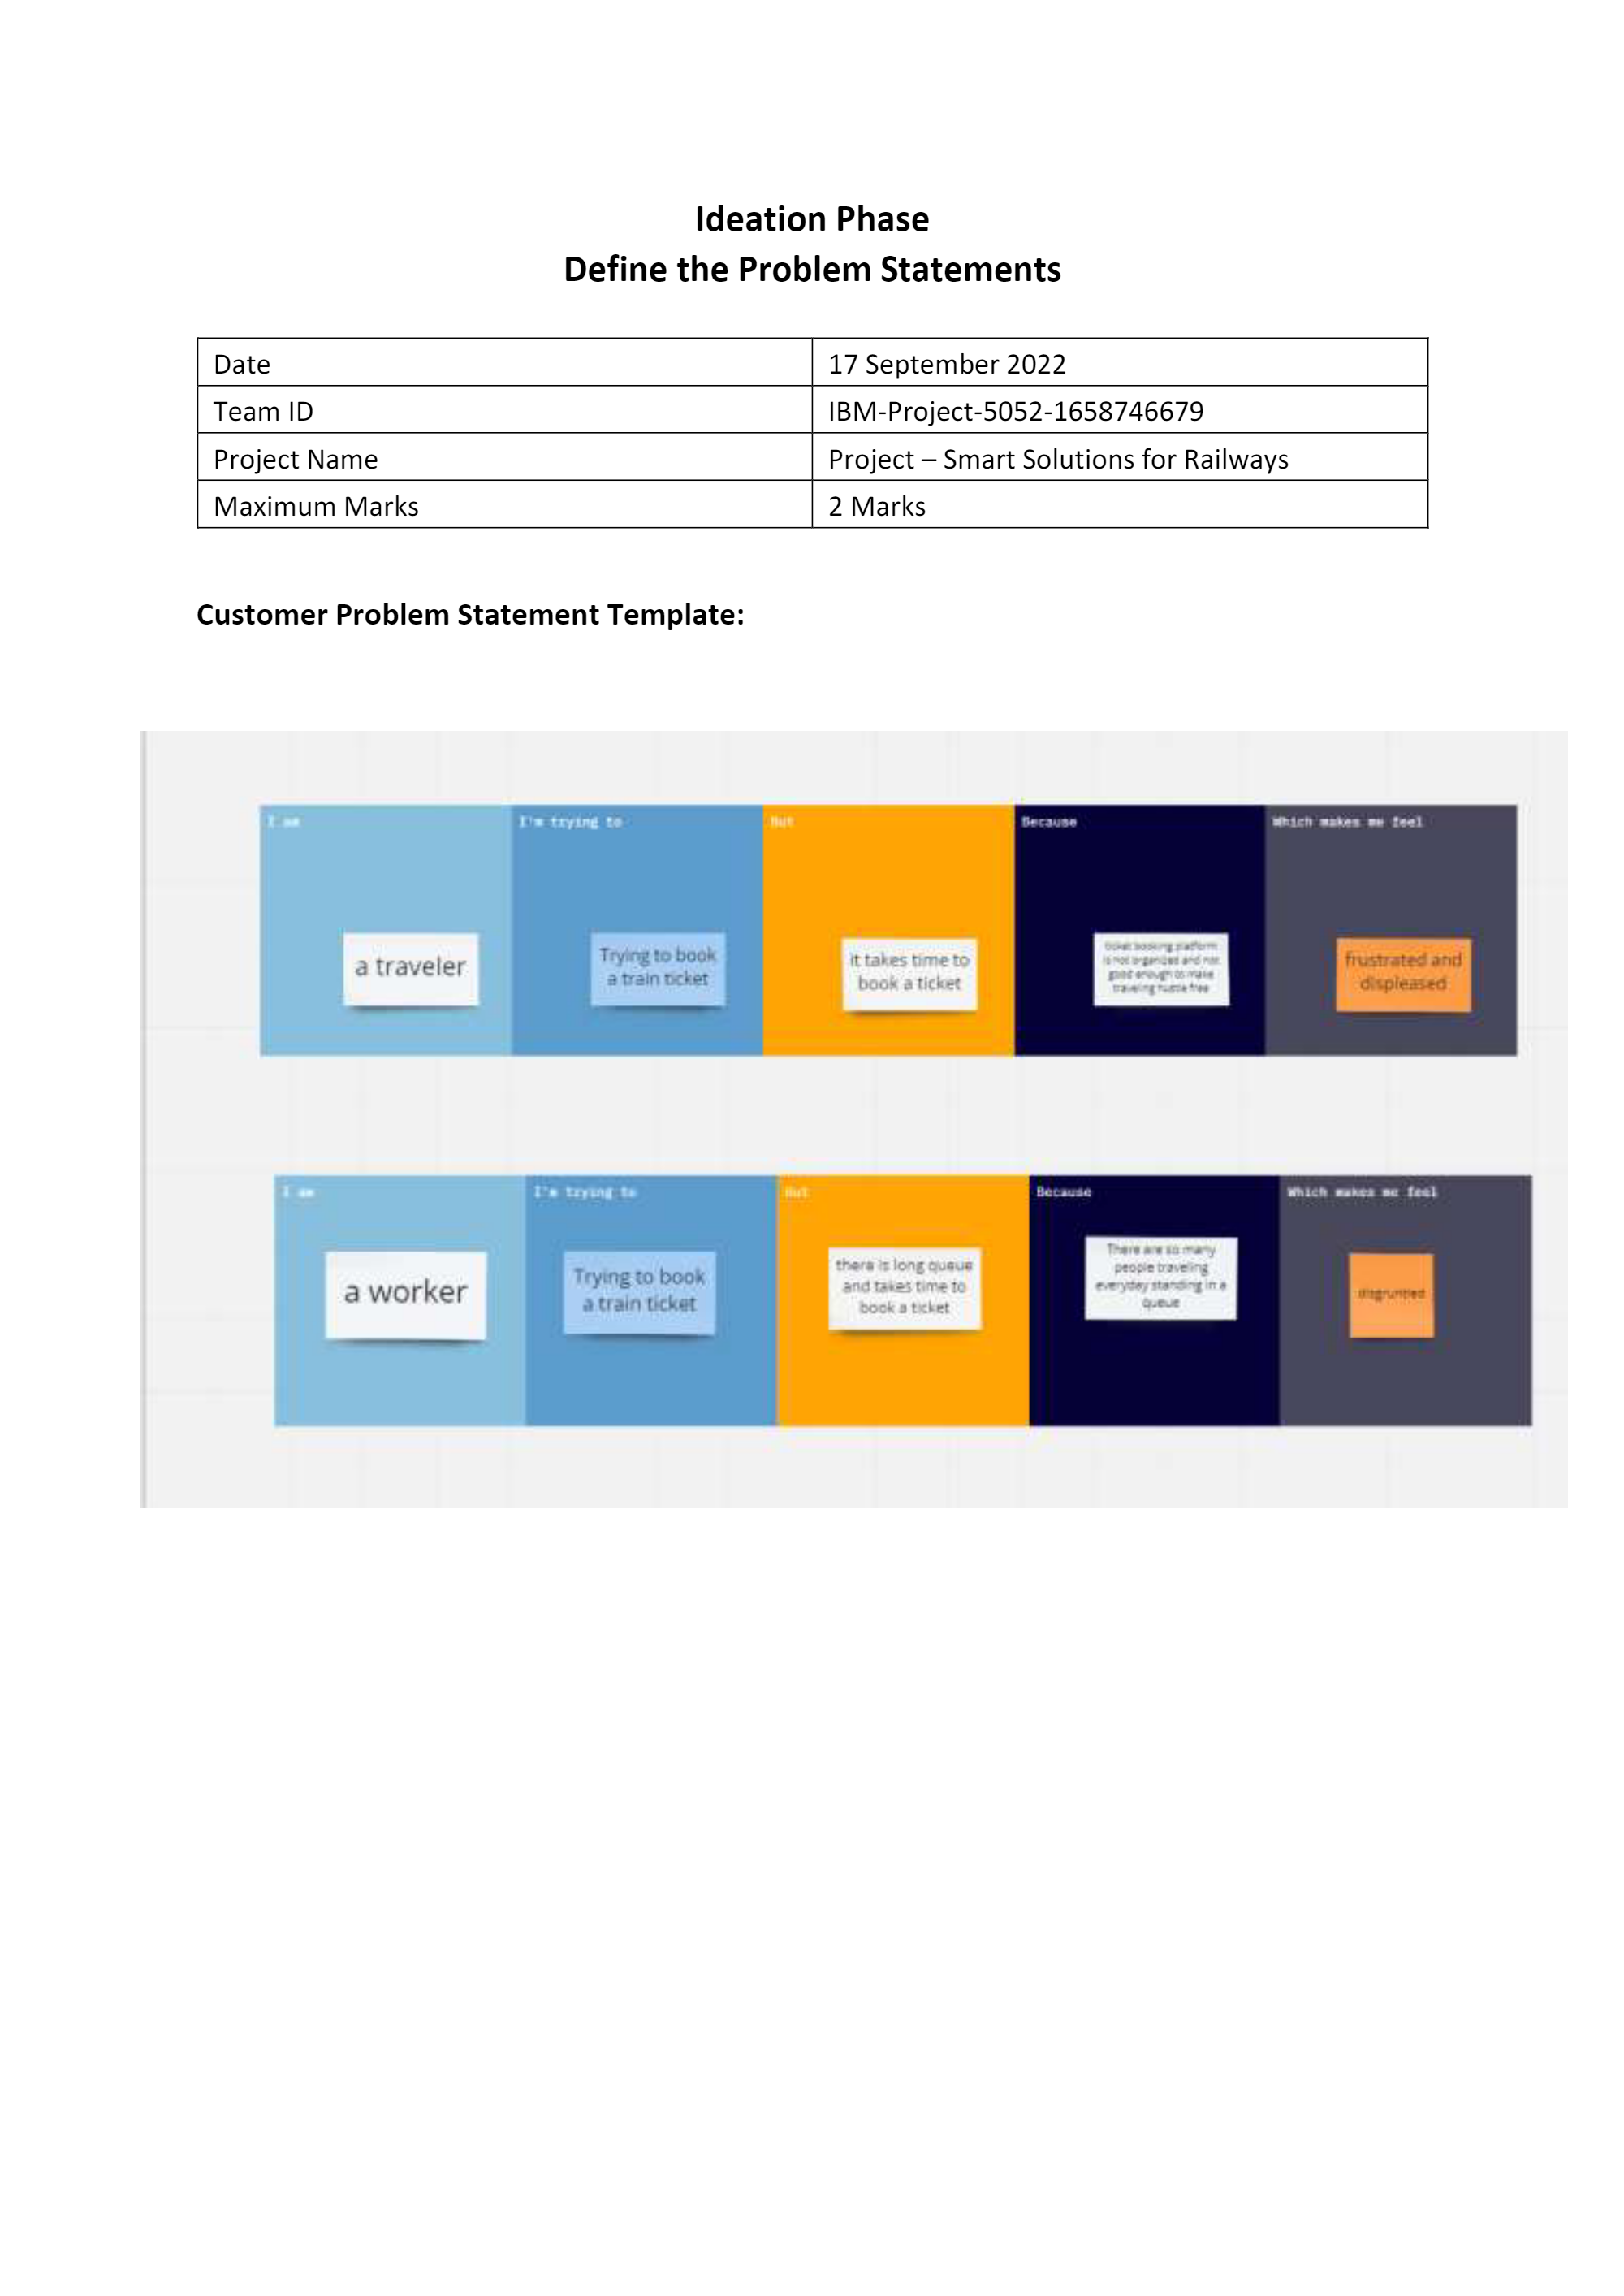 Ideation Phase
Define the Problem Statements
Date
17 September 2022
Team ID
IBM-Project-5052-1658746679
Project Name
Project – Smart Solutions for Railways
Maximum Marks
2 Marks
Customer Problem Statement Template:
I am
I'm trying to
But
Because
Which makes me feel
a traveler
Trying to book
a train ticket
it takes time to
book a ticket
ticket booking platform
is not organized and not
good enough to make
traveling hustle free
frustrated and
displeased
I am
I'm trying to
But
Because
Which makes me feel
a worker
Trying to book
a train ticket
there is long queue
and takes time to
book a ticket
There are so many
people traveling
everyday standing in a
queue
disgruntled